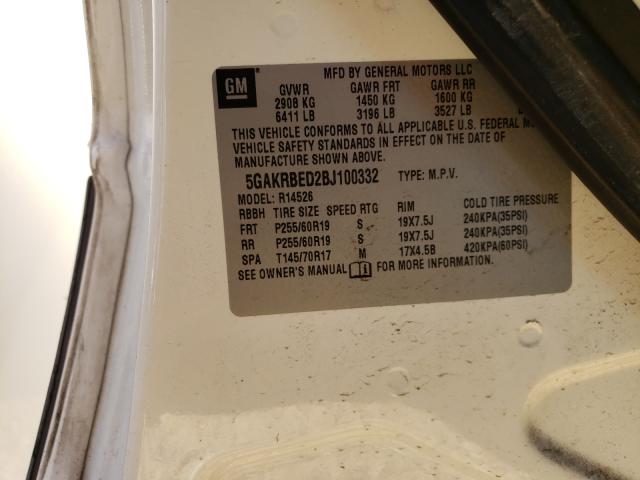 GM
MFD BY GENERAL MOTORS LLC
GVWR GAWR FRT GAWR RR
2908 KG 1450 KG 1600 KG
6411 LB 3196 LB 3527 LB
THIS VEHICLE CONFORMS TO ALL APPLICABLE U.S. FEDERAL
VEHICLE SAFETY STANDARDS IN EFFECT ON THE DATE OF
MANUFACTURE SHOWN ABOVE.
5GAKRBED2BJ100332 TYPE: M.P.V.
MODEL: R14526
RBBH TIRE SIZE SPEED RTG RIM COLD TIRE PRESSURE
FRT P255/60R19 S 19X7.5J 240KPA(35PSI)
RR P255/60R19 S 19X7.5J 240KPA(35PSI)
SPA T145/70R17 M 17X4.5B 420KPA(60PSI)
SEE OWNER'S MANUAL FOR MORE INFORMATION.